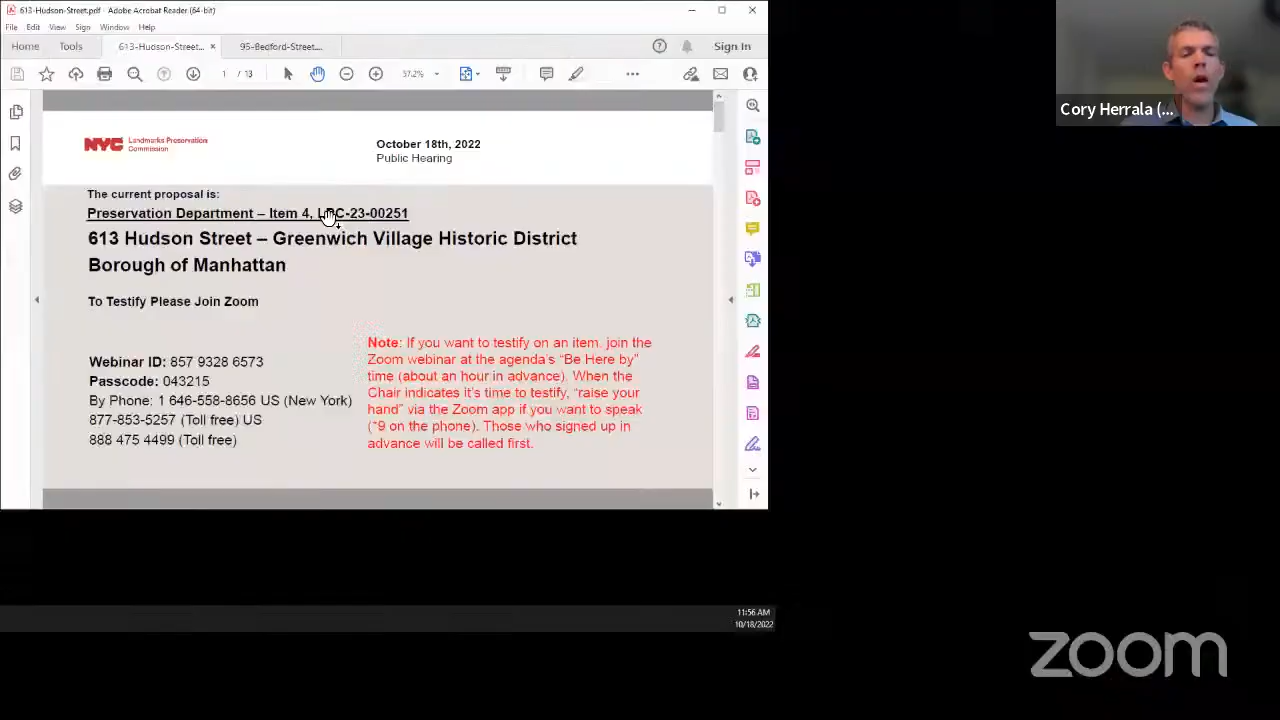 613-Hudson-Street.pdf - Adobe Acrobat Reader (64-bit)
File Edit View Sign Window Help
Home Tools 613-Hudson-Street... × 95-Bedford-Street.... Sign In
1 / 13 37.2%
NYC Landmarks Preservation
Commission
October 18th, 2022
Public Hearing
The current proposal is:
Preservation Department – Item 4, LPC-23-00251
613 Hudson Street – Greenwich Village Historic District
Borough of Manhattan
To Testify Please Join Zoom
Webinar ID: 857 9328 6573
Passcode: 043215
By Phone: 1 646-558-8656 US (New York)
877-853-5257 (Toll free) US
888 475 4499 (Toll free)
Note: If you want to testify on an item, join the
Zoom webinar at the agenda's “Be Here by”
time (about an hour in advance). When the
Chair indicates it's time to testify, “raise your
hand” via the Zoom app if you want to speak
(*9 on the phone). Those who signed up in
advance will be called first.
Cory Herrala (...
11:56 AM
10/18/2022
zoom